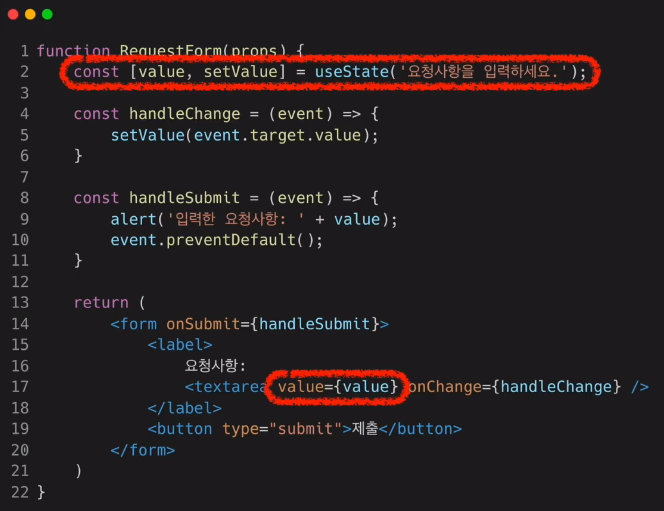 1 function RequestForm(props) {
2 const [value, setValue] = useState('요청사항을 입력하세요.');
3
4 const handleChange = (event) => {
5 setValue(event.target.value);
6 }
7
8 const handleSubmit = (event) => {
9 alert('입력한 요청사항: ' + value);
10 event.preventDefault();
11 }
12
13 return (
14 <form onSubmit={handleSubmit}>
15 <label>
16 요청사항:
17 <textarea value={value} onChange={handleChange} />
18 </label>
19 <button type="submit">제출</button>
20 </form>
21 )
22 }